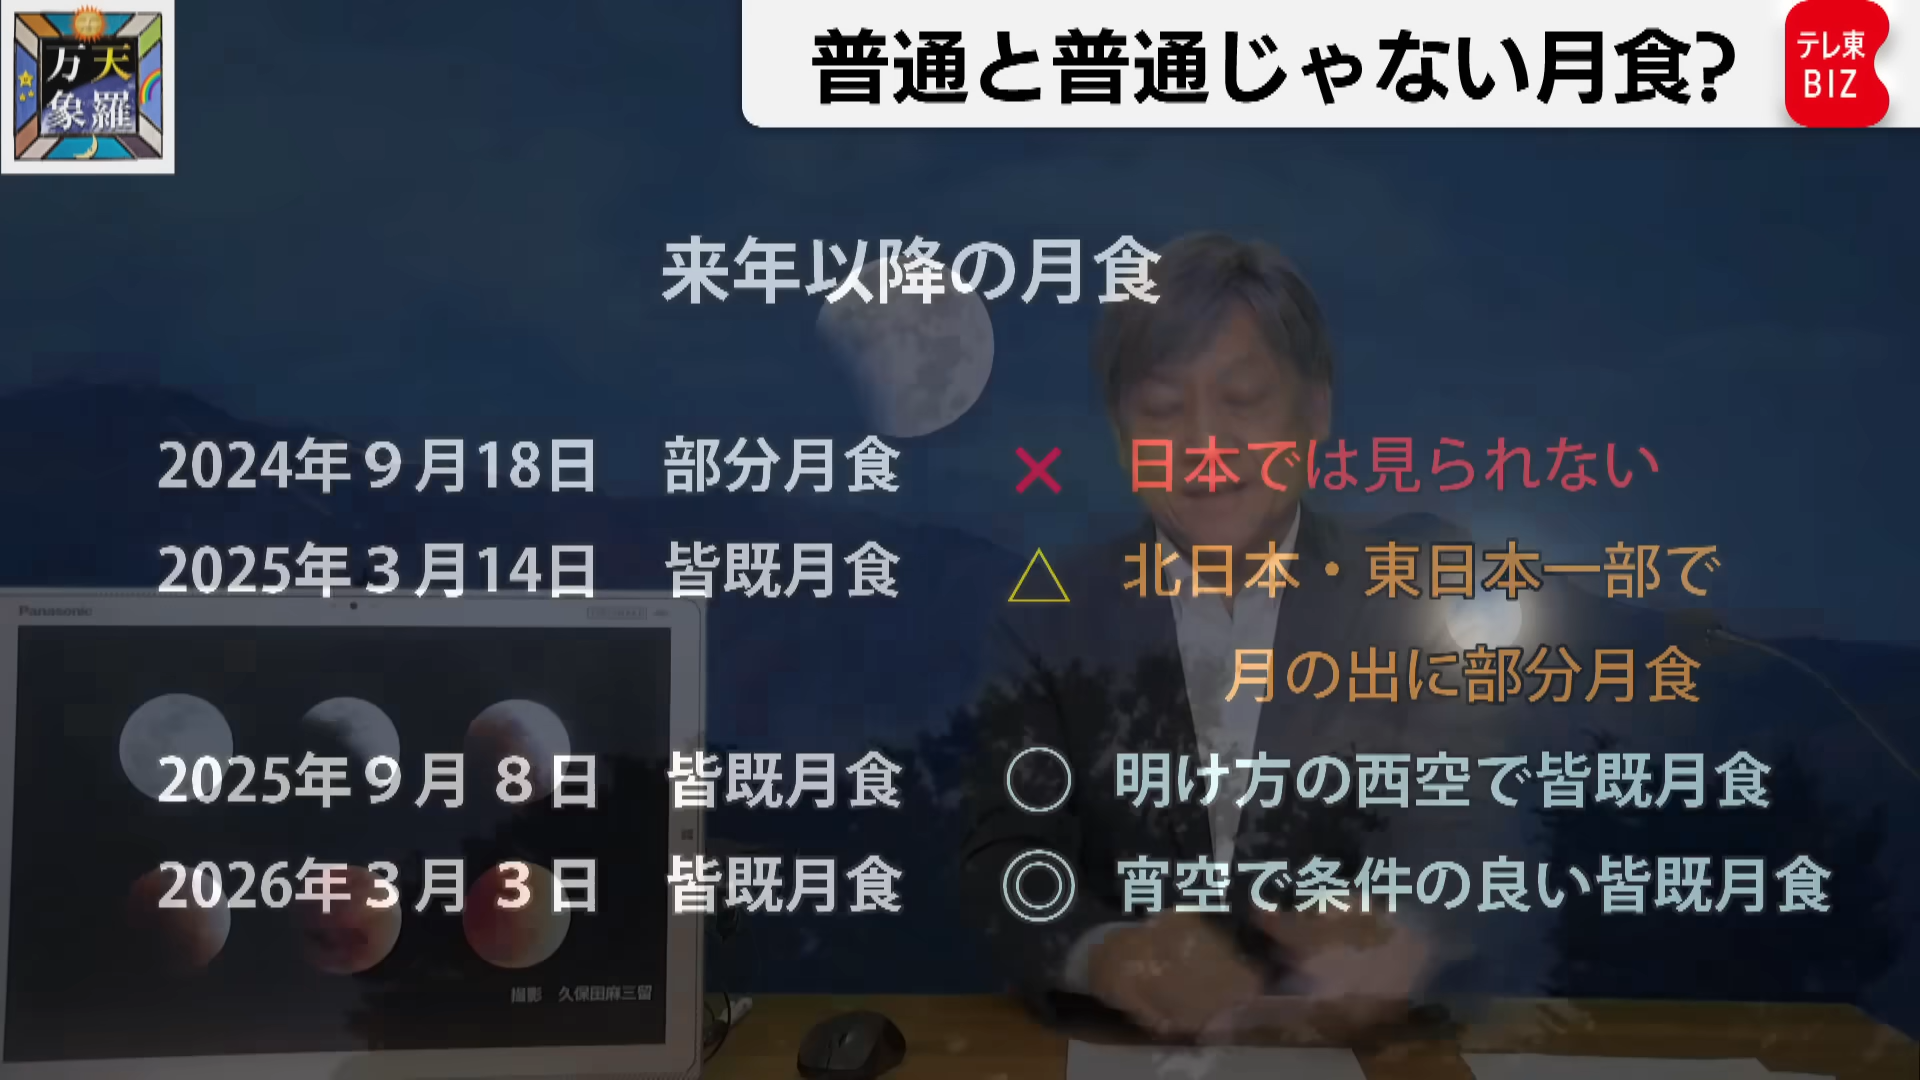 万天
象羅
普通と普通じゃない月食?
テレ東
BIZ
来年以降の月食
2024年9月18日 部分月食 × 日本では見られない
2025年3月14日 皆既月食 △ 北日本・東日本一部で
月の出に部分月食
2025年9月8日 皆既月食 ○ 明け方の西空で皆既月食
2026年3月3日 皆既月食 ◎ 宵空で条件の良い皆既月食
Panasonic
撮影 久保田麻三留